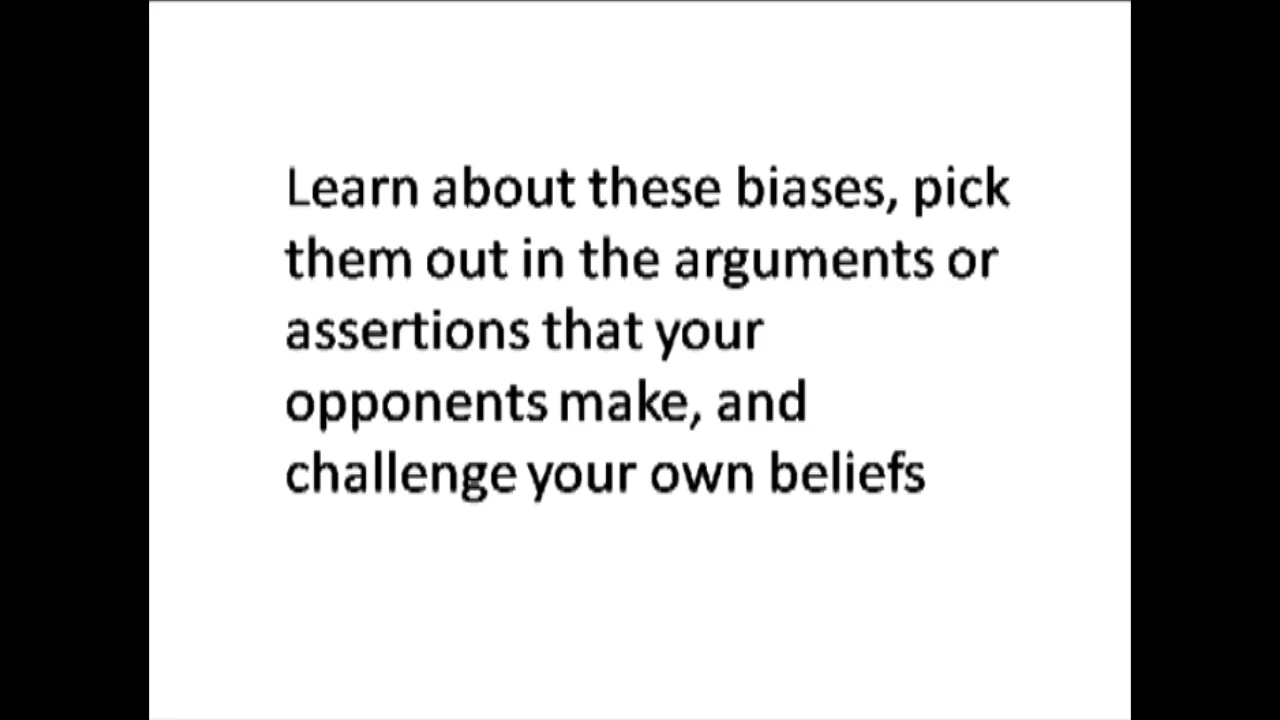 Learn about these biases, pick
them out in the arguments or
assertions that your
opponents make, and
challenge your own beliefs